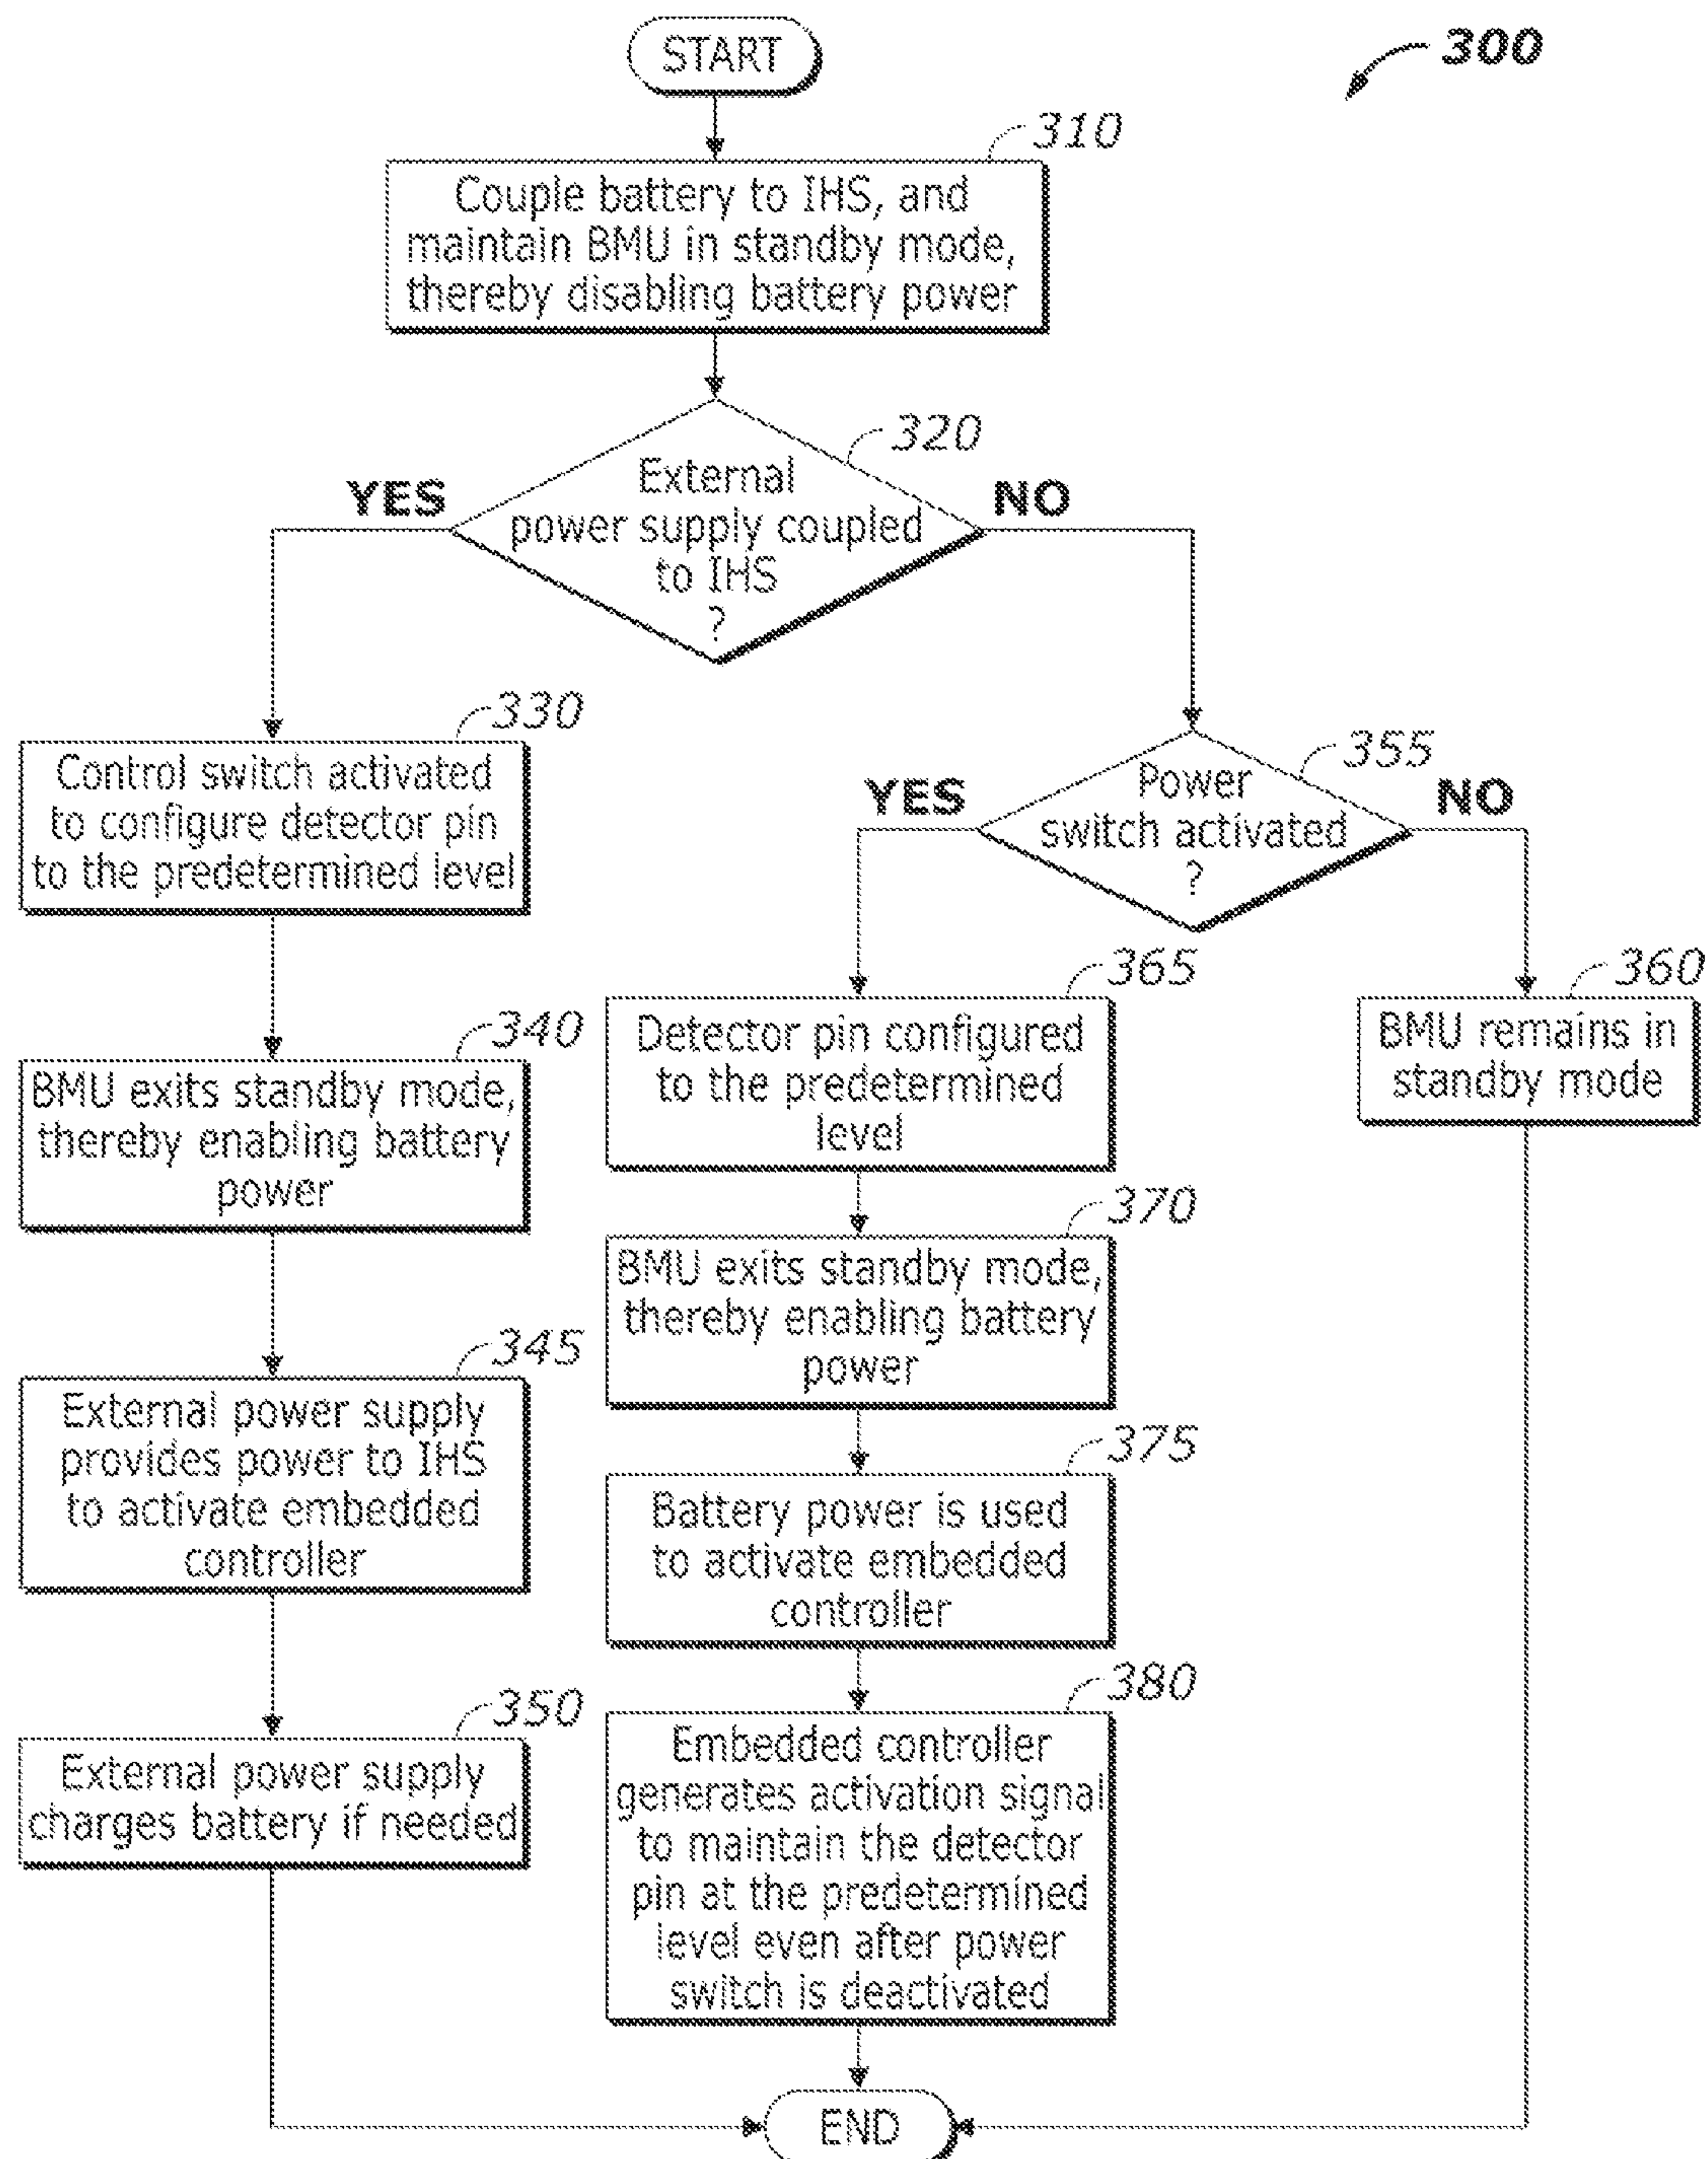 START
300
310
Couple battery to IHS, and
maintain BMU in standby mode,
thereby disabling battery power
320
External
power supply coupled
to IHS
?
YES
NO
330
Control switch activated
to configure detector pin
to the predetermined level
355
Power
switch activated
?
YES
NO
340
BMU exits standby mode,
thereby enabling battery
power
365
Detector pin configured
to the predetermined
level
360
BMU remains in
standby mode
370
BMU exits standby mode,
thereby enabling battery
power
345
External power supply
provides power to IHS
to activate embedded
controller
375
Battery power is used
to activate embedded
controller
350
External power supply
charges battery if needed
380
Embedded controller
generates activation signal
to maintain the detector
pin at the predetermined
level even after power
switch is deactivated
END